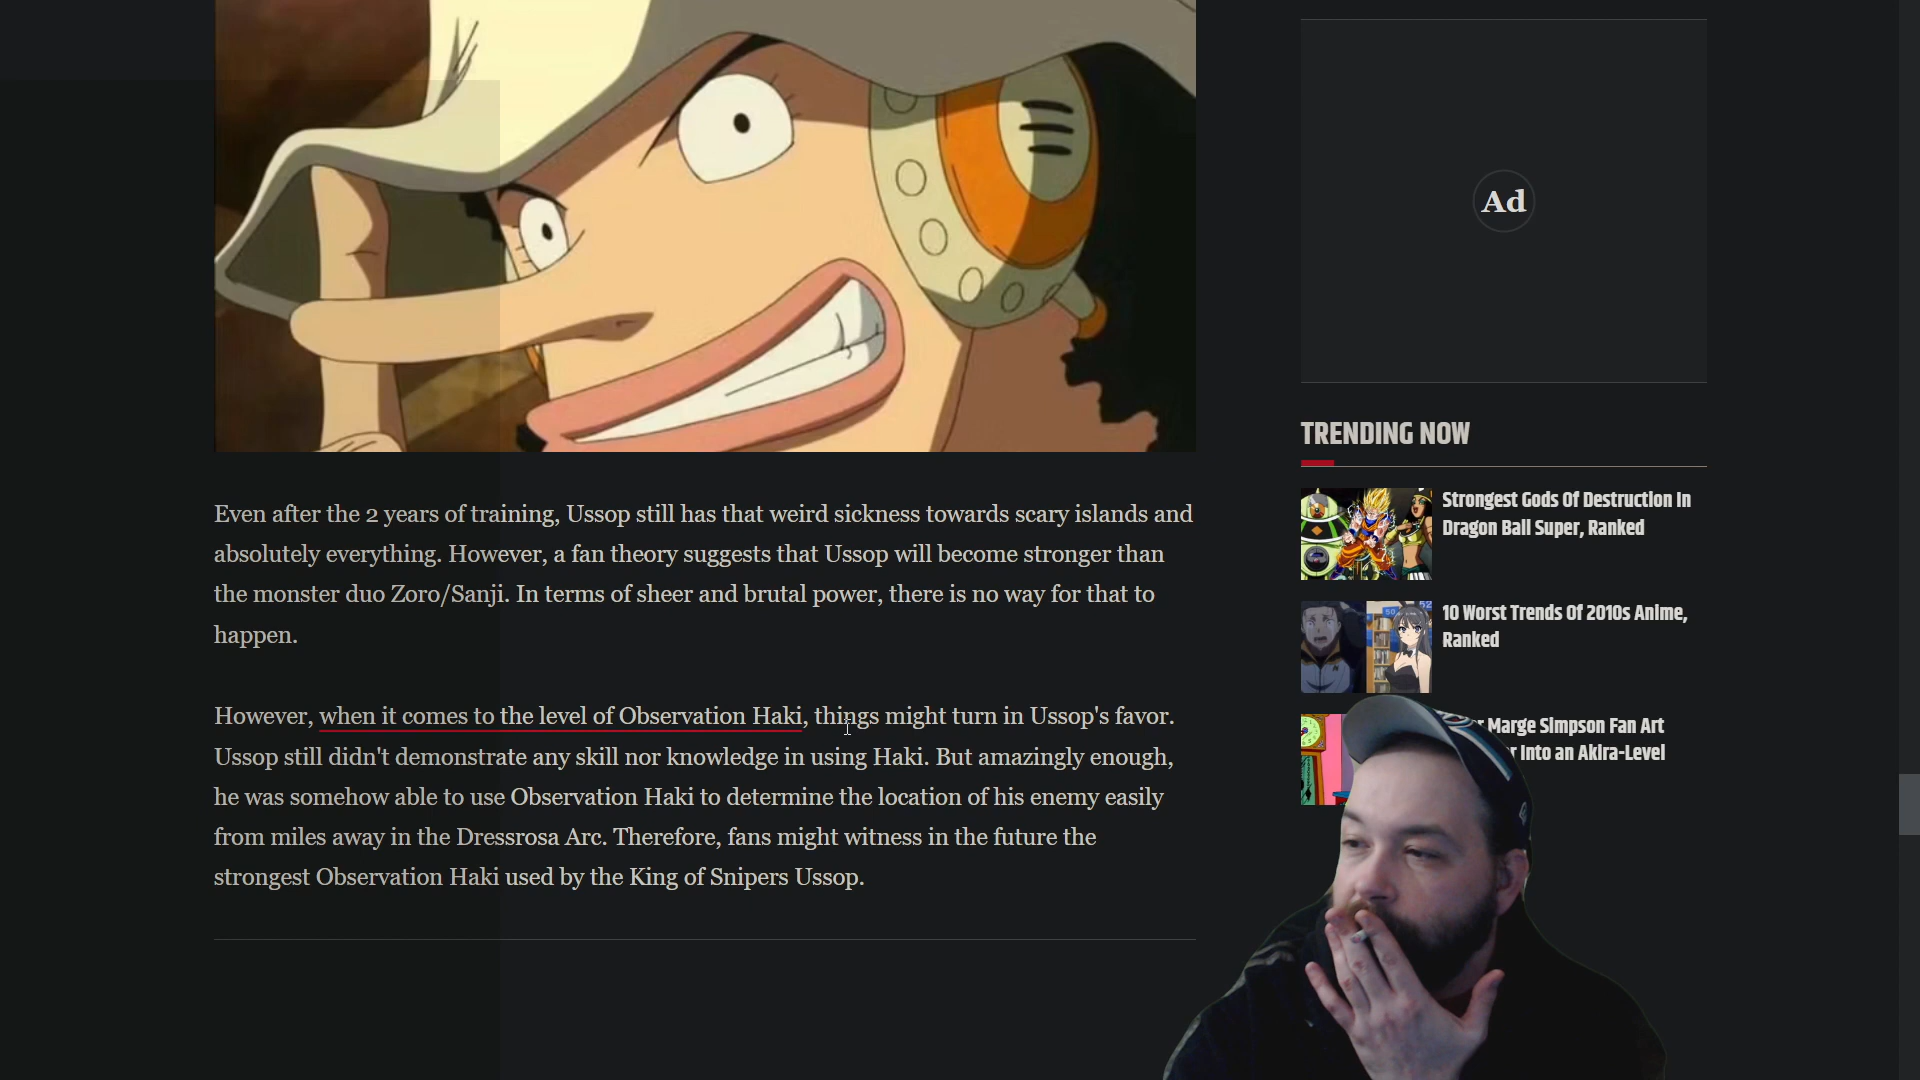 Even after the 2 years of training, Ussop still has that weird sickness towards scary islands and
absolutely everything. However, a fan theory suggests that Ussop will become stronger than
the monster duo Zoro/Sanji. In terms of sheer and brutal power, there is no way for that to
happen.
However, when it comes to the level of Observation Haki, things might turn in Ussop's favor.
Ussop still didn't demonstrate any skill nor knowledge in using Haki. But amazingly enough,
he was somehow able to use Observation Haki to determine the location of his enemy easily
from miles away in the Dressrosa Arc. Therefore, fans might witness in the future the
strongest Observation Haki used by the King of Snipers Ussop.
Ad
TRENDING NOW
Strongest Gods Of Destruction In
Dragon Ball Super, Ranked
10 Worst Trends Of 2010s Anime,
Ranked
Marge Simpson Fan Art
Into an Akira-Level